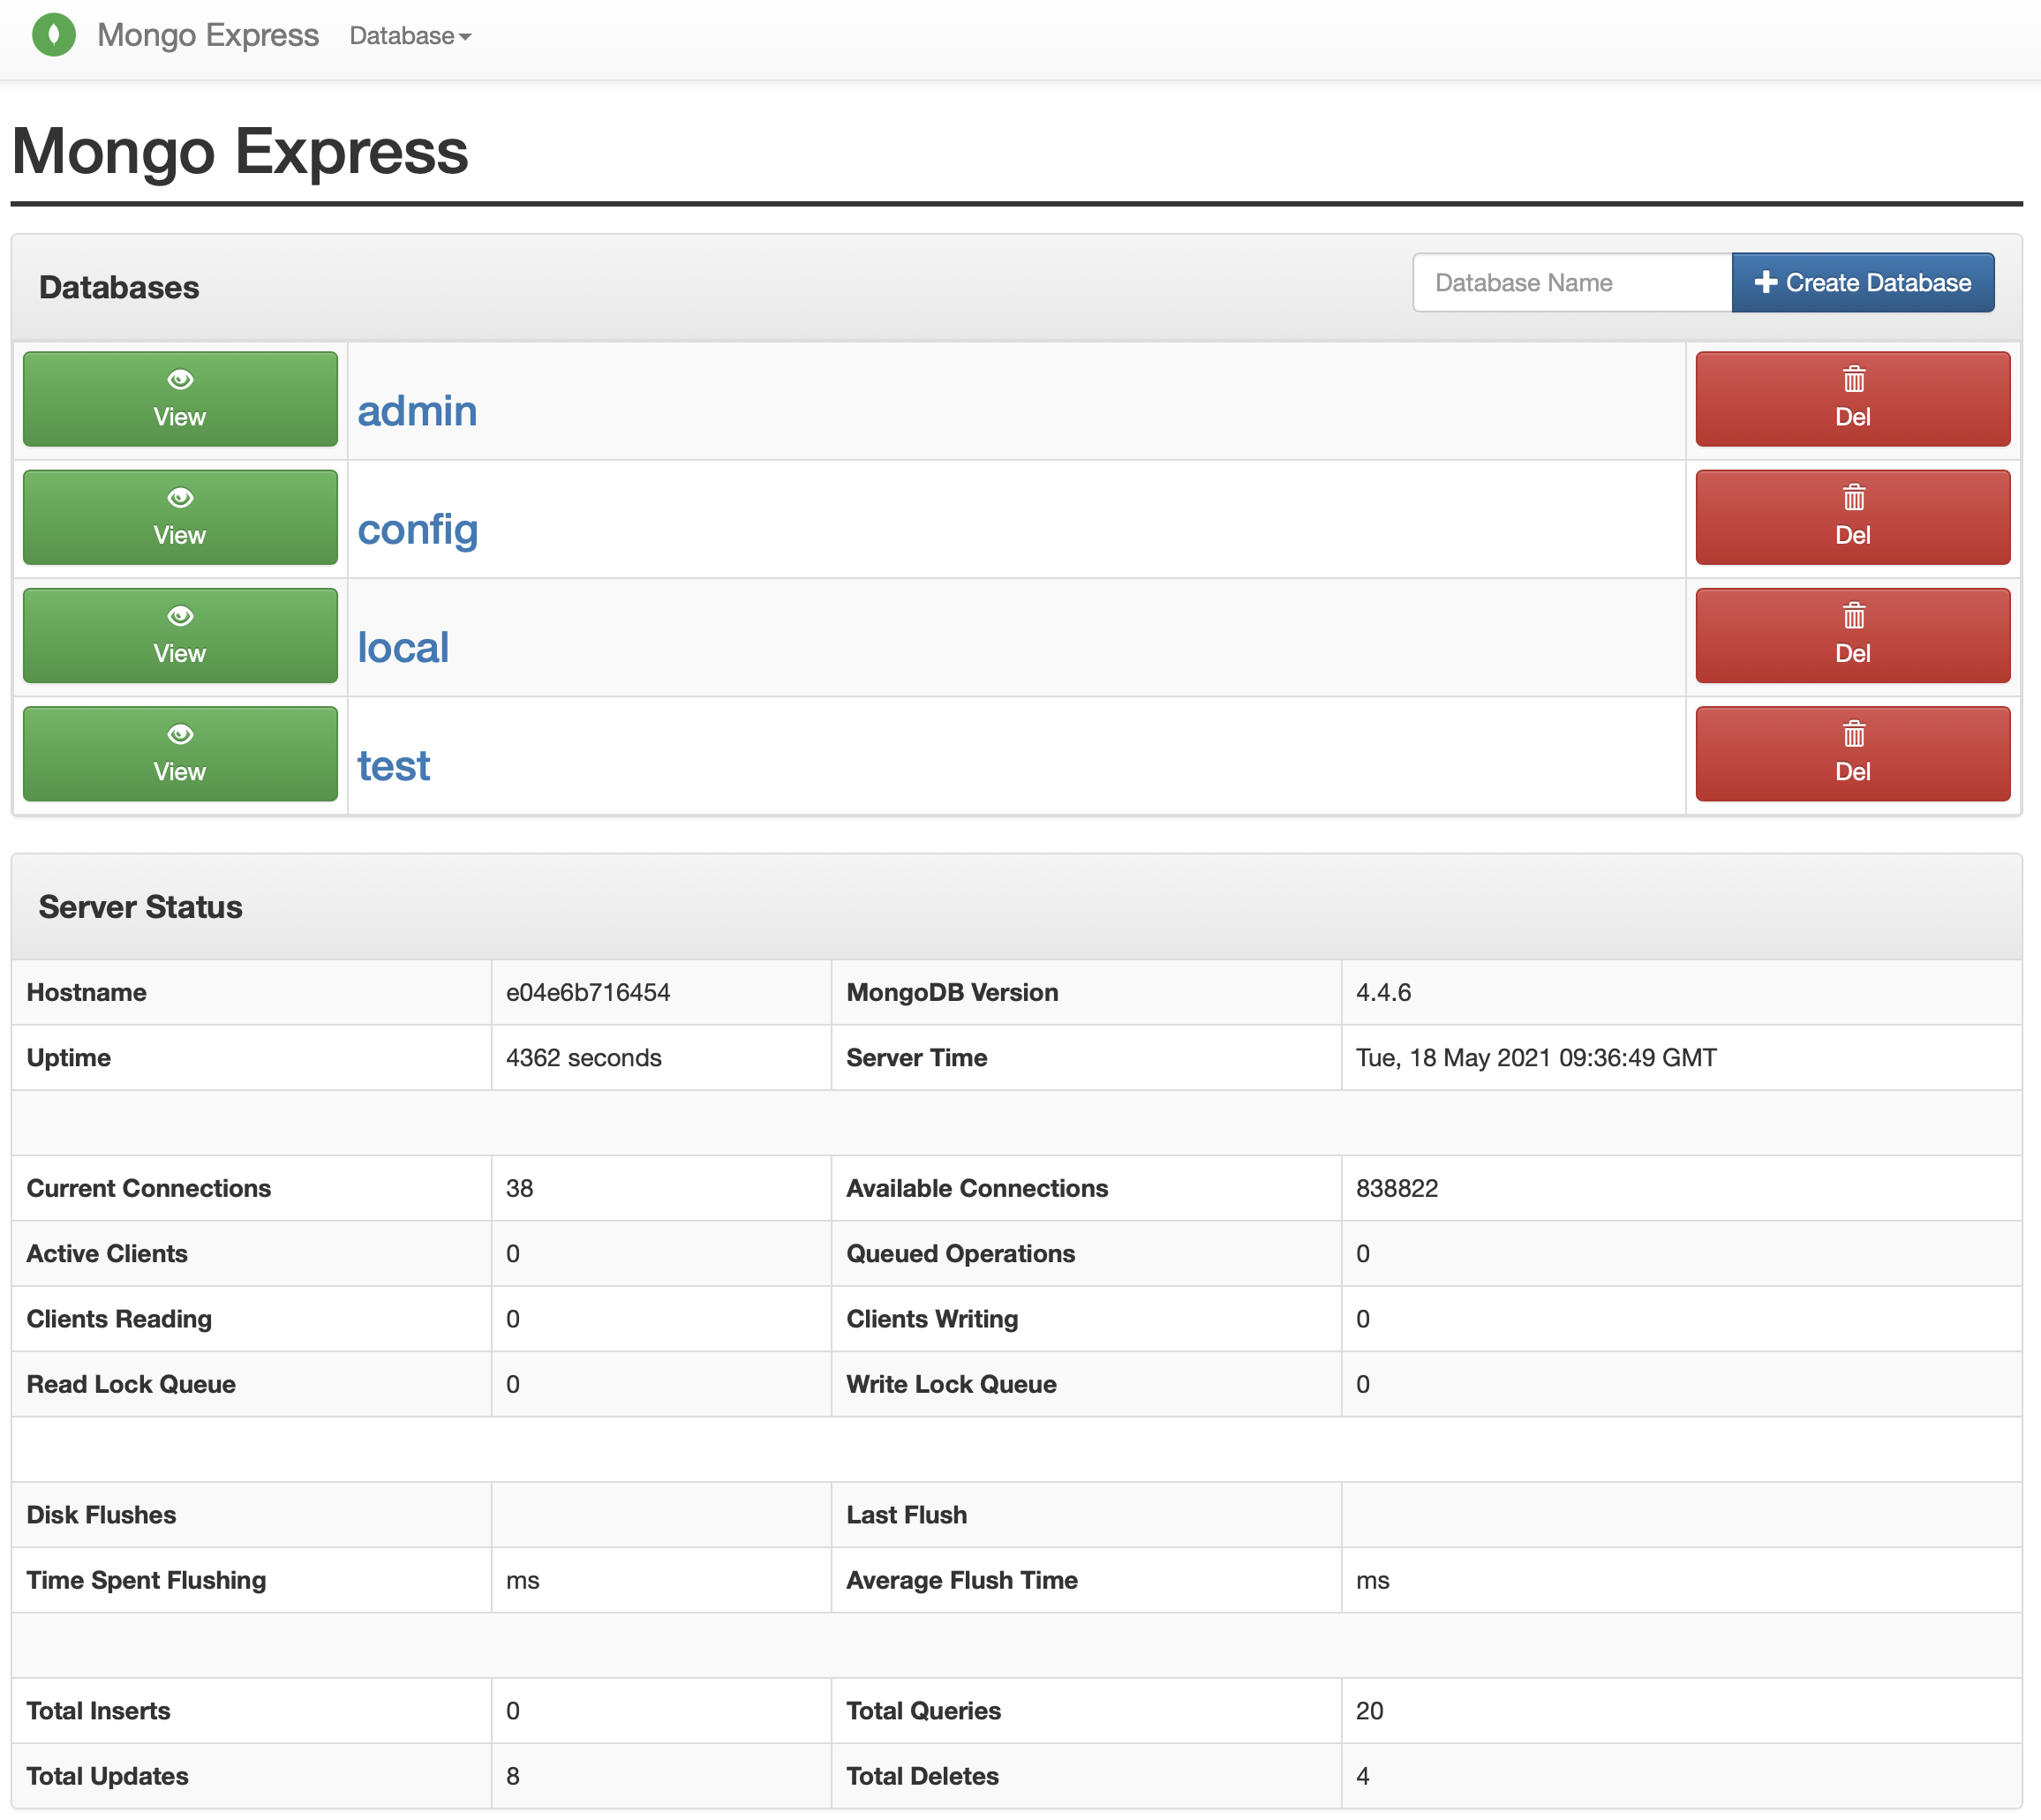 Mongo Express Database
Mongo Express
Databases
Database Name
Create Database
View
admin
Del
View
config
Del
View
local
Del
View
test
Del
Server Status
Hostname e04e6b716454 MongoDB Version 4.4.6
Uptime 4362 seconds Server Time Tue, 18 May 2021 09:36:49 GMT
Current Connections 38 Available Connections 838822
Active Clients 0 Queued Operations 0
Clients Reading 0 Clients Writing 0
Read Lock Queue 0 Write Lock Queue 0
Disk Flushes Last Flush
Time Spent Flushing ms Average Flush Time ms
Total Inserts 0 Total Queries 20
Total Updates 8 Total Deletes 4